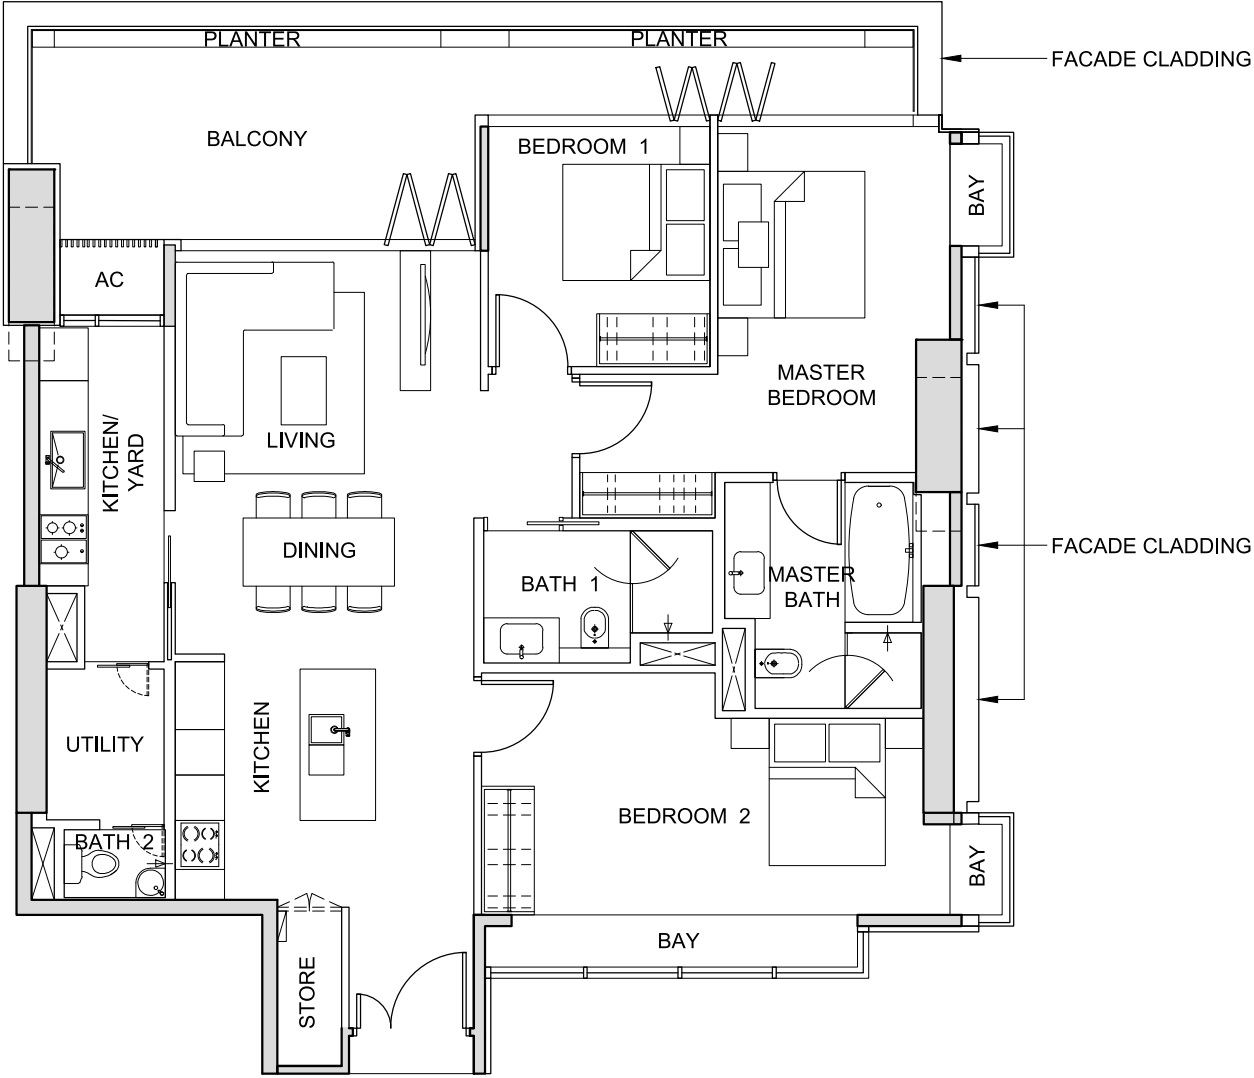 PLANTER
PLANTER
FACADE CLADDING
BALCONY
BEDROOM 1
BAY
AC
MASTER
BEDROOM
LIVING
KITCHEN/
YARD
DINING
FACADE CLADDING
BATH 1
MASTER
BATH
UTILITY
KITCHEN
BEDROOM 2
BATH 2
BAY
BAY
STORE